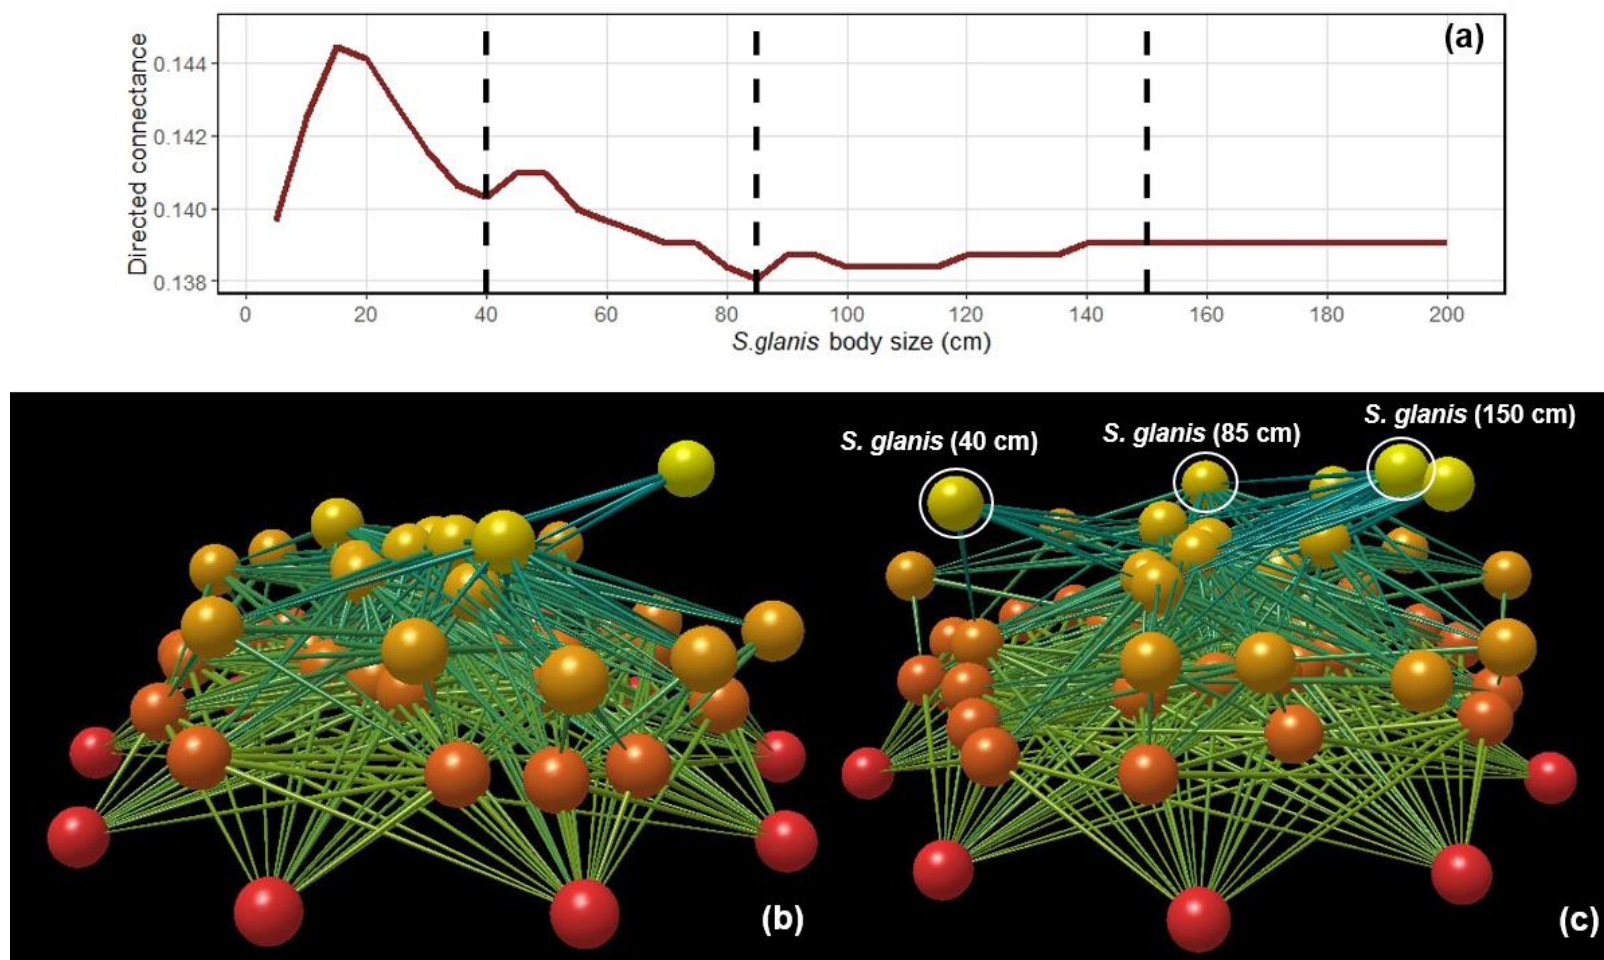 (a)
Directed connectance
0.144
0.142
0.140
0.138
0 20 40 60 80 100 120 140 160 180 200
S.glanis body size (cm)
S. glanis (40 cm)
S. glanis (85 cm)
S. glanis (150 cm)
(b)
(c)